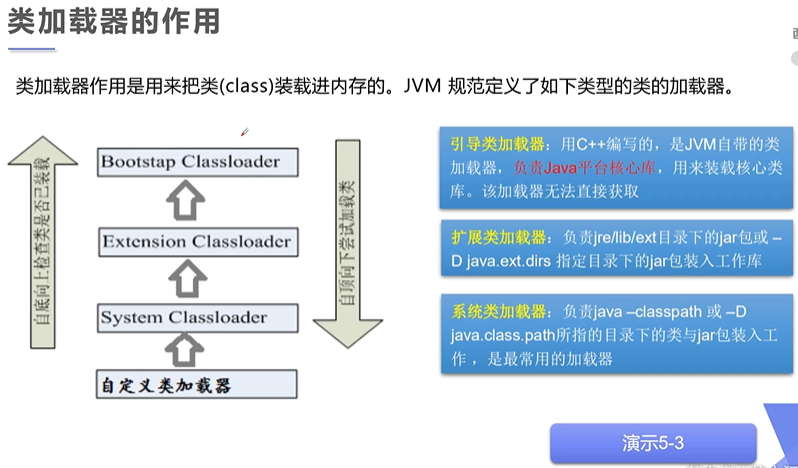 类加载器的作用
类加载器作用是用来把类(class)装载进内存的。JVM 规范定义了如下类型的类的加载器。
自底向上检查类是否已装载
Bootstap Classloader
Extension Classloader
System Classloader
自定义类加载器
自顶向下尝试加载类
引导类加载器：用C++编写的，是JVM自带的类
加载器，负责Java平台核心库，用来装载核心类
库。该加载器无法直接获取
扩展类加载器：负责jre/lib/ext目录下的jar包或 –
D java.ext.dirs 指定目录下的jar包装入工作库
系统类加载器：负责java –classpath 或 –D
java.class.path所指的目录下的类与jar包装入工
作 ，是最常用的加载器
演示5-3